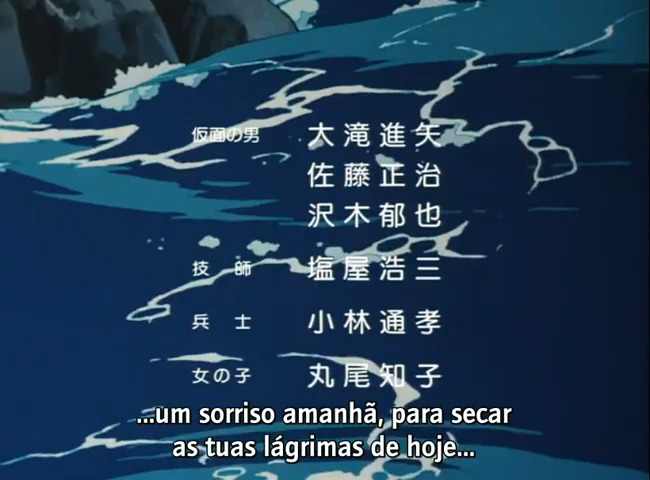 仮面の男 大滝進矢
佐藤正治
沢木郁也
技師 塩屋浩三
兵士 小林通孝
女の子 丸尾知子
...um sorriso amanhã, para secar
as tuas lágrimas de hoje...